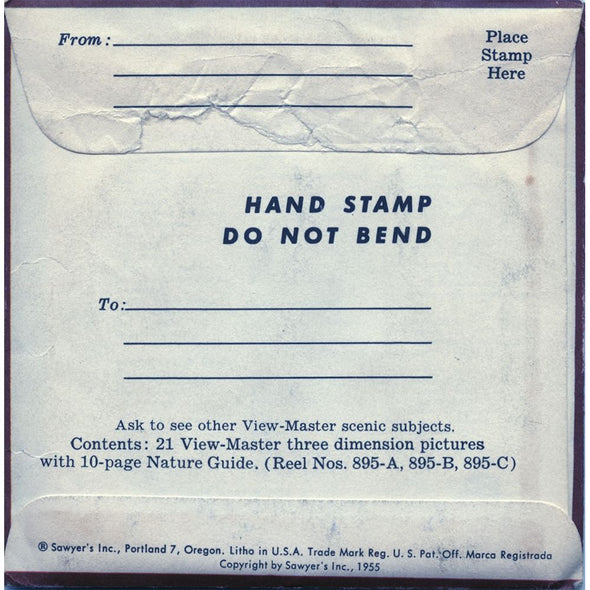 From:
Place
Stamp
Here
HAND STAMP
DO NOT BEND
To:
Ask to see other View-Master scenic subjects.
Contents: 21 View-Master three dimension pictures
with 10-page Nature Guide. (Reel Nos. 895-A, 895-B, 895-C)
® Sawyer's Inc., Portland 7, Oregon. Litho in U.S.A. Trade Mark Reg. U. S. Pat. Off. Marca Registrada
Copyright by Sawyer's Inc., 1955